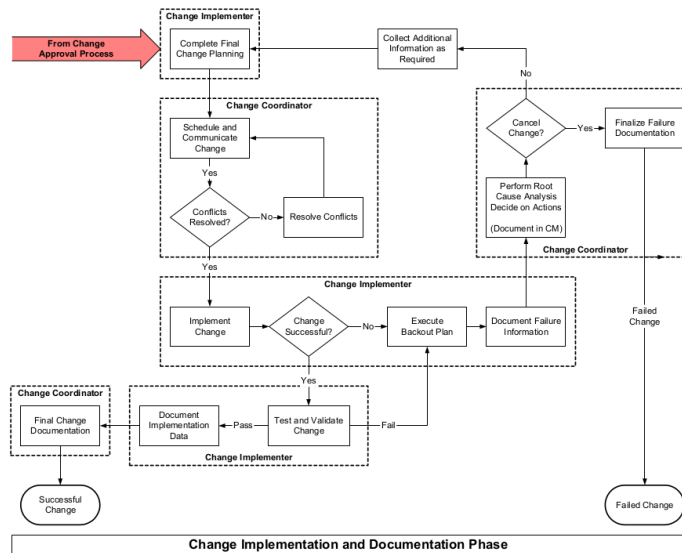 Change Implementer
From Change
Approval Process
Complete Final
Change Planning
Collect Additional
Information as
Required
No
Change Coordinator
Schedule and
Communicate
Change
Cancel
Change?
Yes
Finalize Failure
Documentation
Yes
Conflicts
Resolved?
No
Resolve Conflicts
Perform Root
Cause Analysis
Decide on Actions
(Document in CM)
Change Coordinator
Yes
Change Implementer
Implement
Change
Change
Successful?
No
Execute
Backout Plan
Document Failure
Information
Failed
Change
Yes
Change Coordinator
Final Change
Documentation
Document
Implementation
Data
Pass
Test and Validate
Change
Fail
Change Implementer
Successful
Change
Failed Change
Change Implementation and Documentation Phase